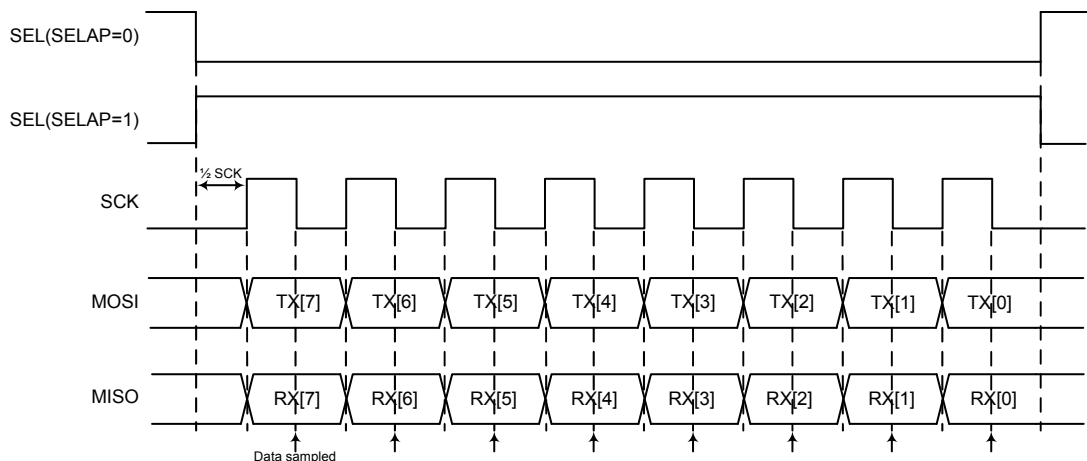 SEL(SELAP=0)
SEL(SELAP=1)
½ SCK
SCK
MOSI TX[7] TX[6] TX[5] TX[4] TX[3] TX[2] TX[1] TX[0]
MISO RX[7] RX[6] RX[5] RX[4] RX[3] RX[2] RX[1] RX[0]
Data sampled